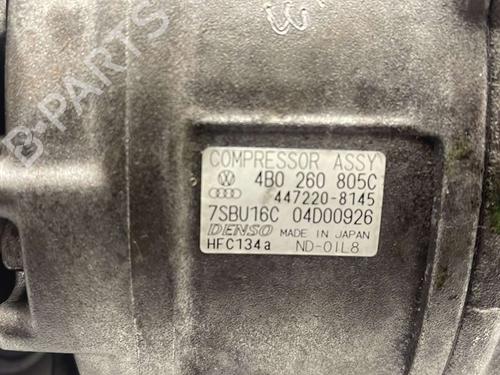 B-PARTS
COMPRESSOR ASSY
4B0 260 805C
447220-8145
7SBU16C 04D00926
DENSO MADE IN JAPAN
HFC134a ND-OIL8